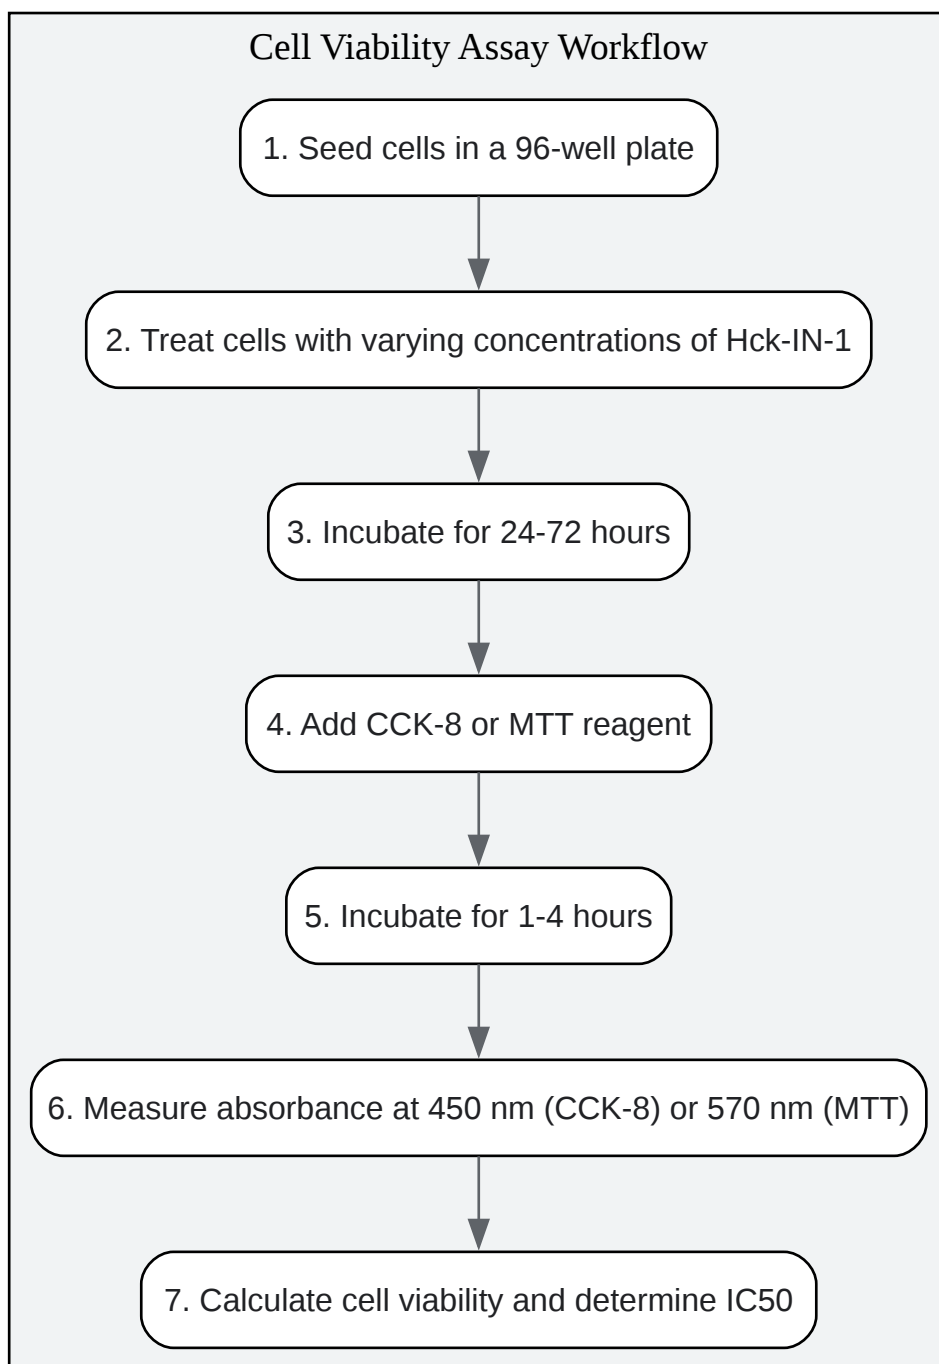 Cell Viability Assay Workflow
1. Seed cells in a 96-well plate
2. Treat cells with varying concentrations of Hck-IN-1
3. Incubate for 24-72 hours
4. Add CCK-8 or MTT reagent
5. Incubate for 1-4 hours
6. Measure absorbance at 450 nm (CCK-8) or 570 nm (MTT)
7. Calculate cell viability and determine IC50